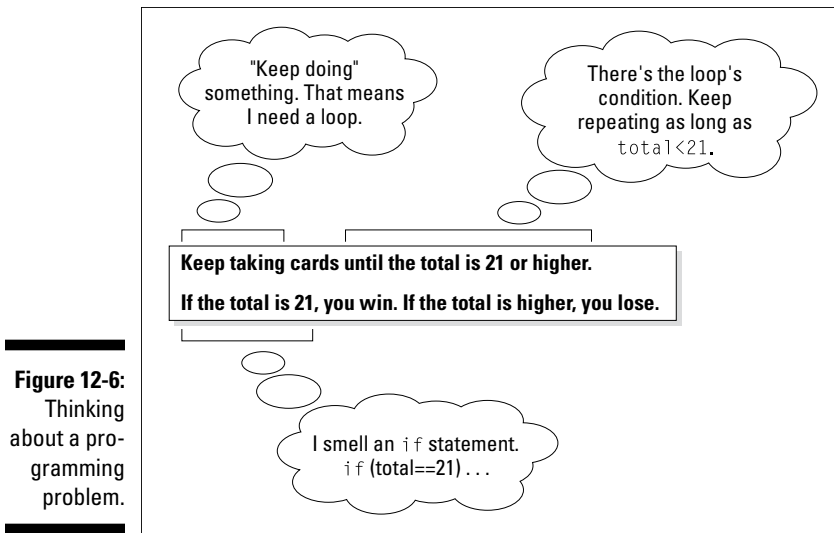 "Keep doing"
something. That means
I need a loop.
There's the loop's
condition. Keep
repeating as long as
total<21.
Keep taking cards until the total is 21 or higher.
If the total is 21, you win. If the total is higher, you lose.
I smell an if statement.
if (total==21) . . .
Figure 12-6:
Thinking
about a pro-
gramming
problem.